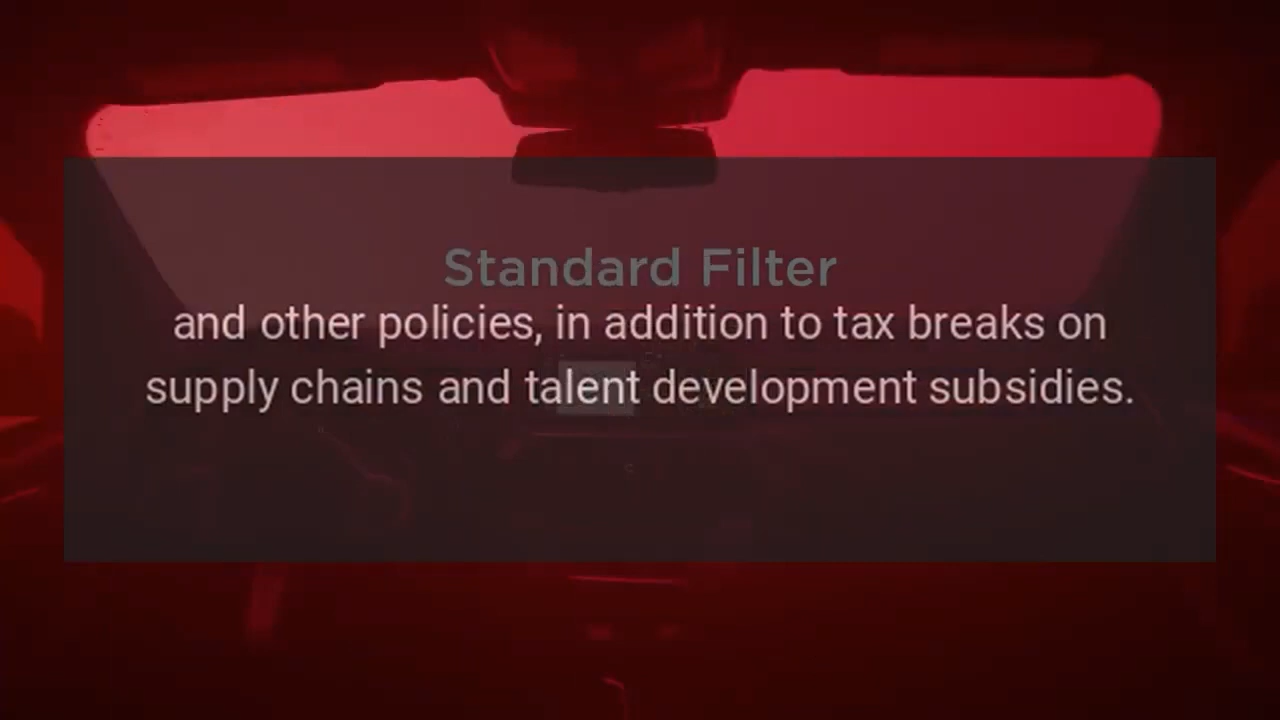 Standard Filter
and other policies, in addition to tax breaks on
supply chains and talent development subsidies.